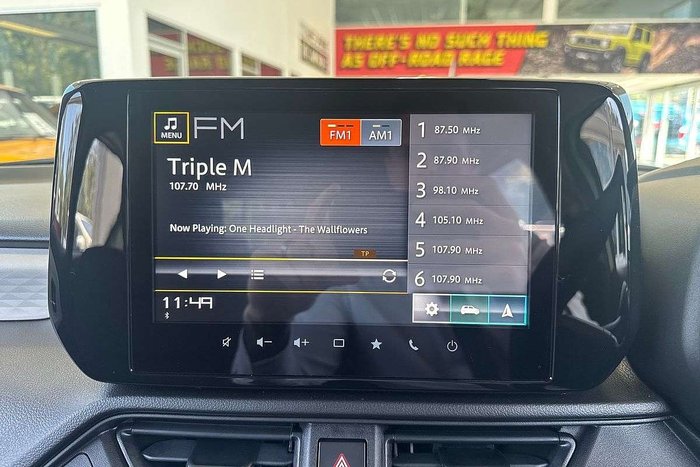 THERE'S NO SUCH THING
AS OFF-ROAD RAGE
MENU
FM
FM1
AM1
Triple M
107.70 MHz
Now Playing: One Headlight - The Wallflowers
TP
11:49
1 87.50 MHz
2 87.90 MHz
3 98.10 MHz
4 105.10 MHz
5 107.90 MHz
6 107.90 MHz